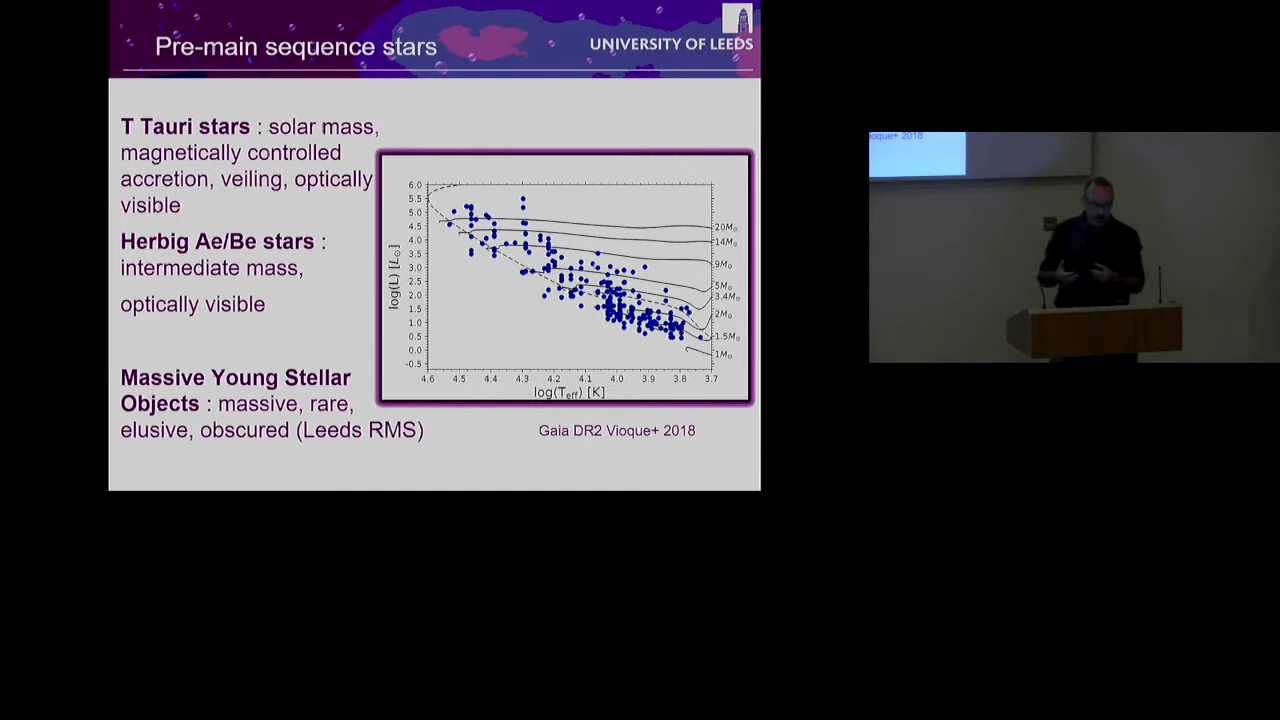 Pre-main sequence stars
UNIVERSITY OF LEEDS
T Tauri stars : solar mass,
magnetically controlled
accretion, veiling, optically
visible
Herbig Ae/Be stars :
intermediate mass,
optically visible
Massive Young Stellar
Objects : massive, rare,
elusive, obscured (Leeds RMS)
log(L) [L⊙]
6.0
5.5
5.0
4.5
4.0
3.5
3.0
2.5
2.0
1.5
1.0
0.5
0.0
-0.5
4.6 4.5 4.4 4.3 4.2 4.1 4.0 3.9 3.8 3.7
log(Teff) [K]
20M⊙
14M⊙
9M⊙
5M⊙
3.4M⊙
2M⊙
1.5M⊙
1M⊙
Gaia DR2 Vioque+ 2018
ioque+ 2018